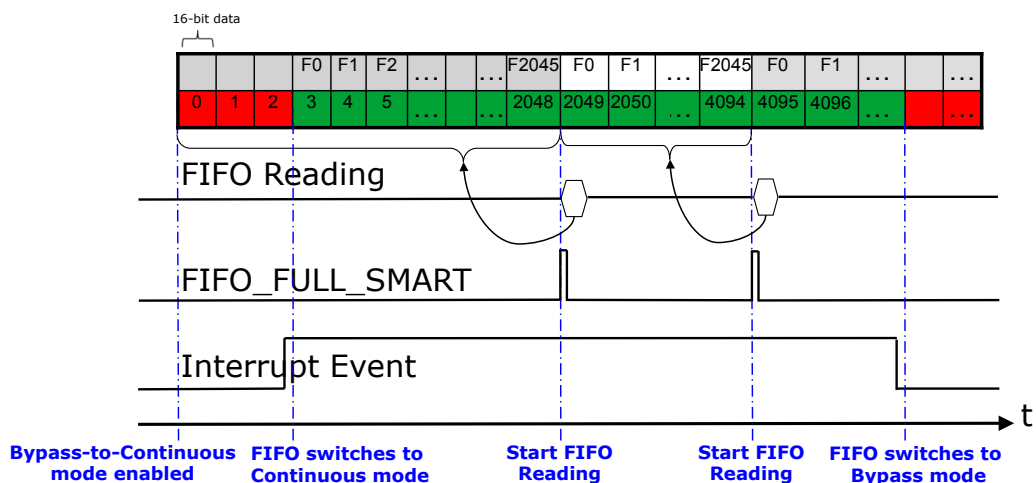 16-bit data
F0 F1 F2 ... ... F2045 F0 F1 ... F2045 F0 F1 ... ...
0 1 2 3 4 5 ... ... 2048 2049 2050 ... 4094 4095 4096 ... ...
FIFO Reading
FIFO_FULL_SMART
Interrupt Event
t
Bypass-to-Continuous FIFO switches to Start FIFO Start FIFO FIFO switches to
mode enabled Continuous mode Reading Reading Bypass mode